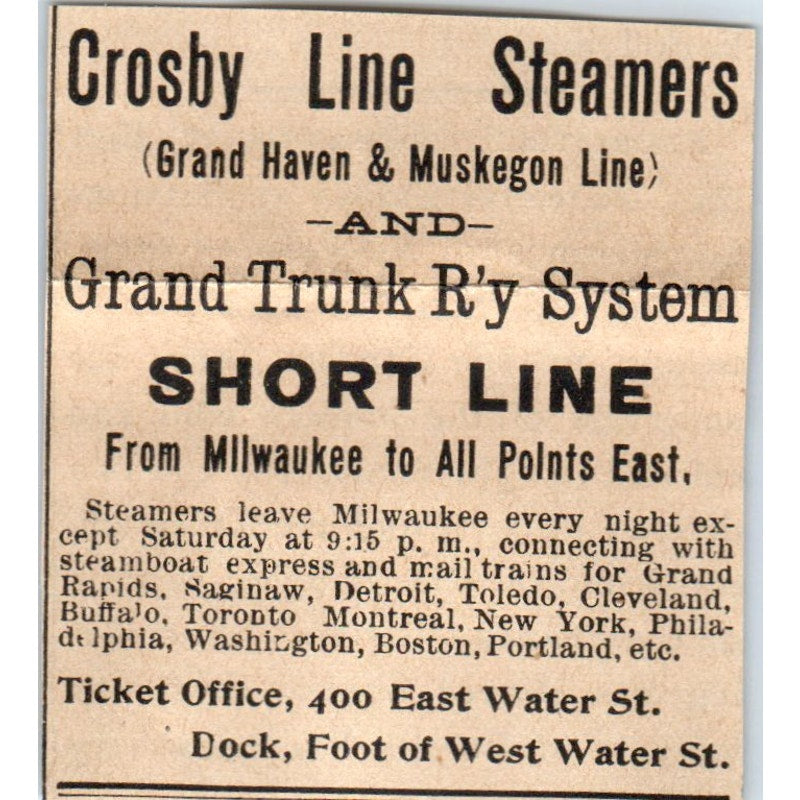 Crosby Line Steamers
(Grand Haven & Muskegon Line)
-AND-
Grand Trunk R'y System
SHORT LINE
From Milwaukee to All Points East,
Steamers leave Milwaukee every night ex-
cept Saturday at 9:15 p. m., connecting with
steamboat express and mail trains for Grand
Rapids, Saginaw, Detroit, Toledo, Cleveland,
Buffalo, Toronto Montreal, New York, Phila-
delphia, Washington, Boston, Portland, etc.
Ticket Office, 400 East Water St.
Dock, Foot of West Water St.